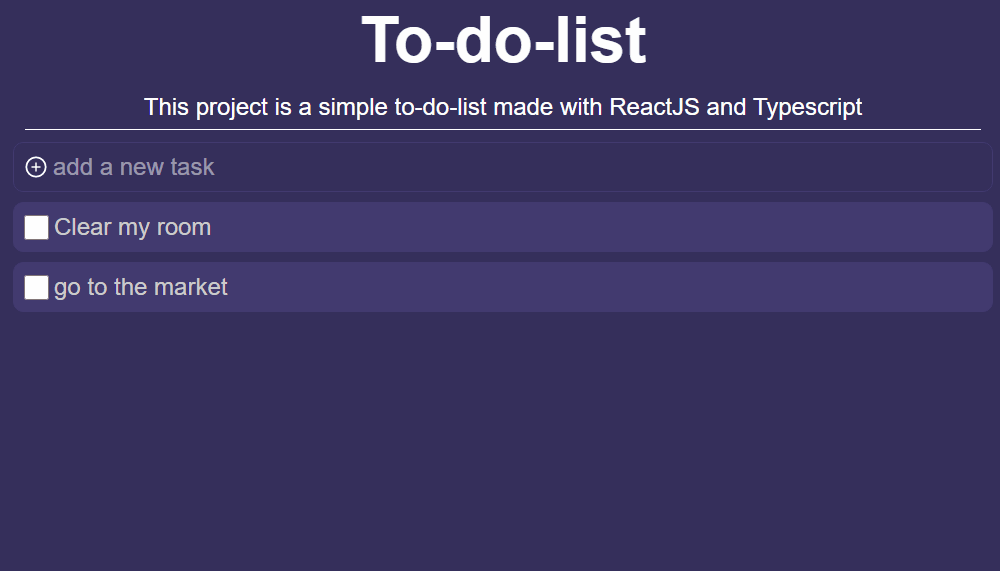 To-do-list
This project is a simple to-do-list made with ReactJS and Typescript
add a new task
Clear my room
go to the market